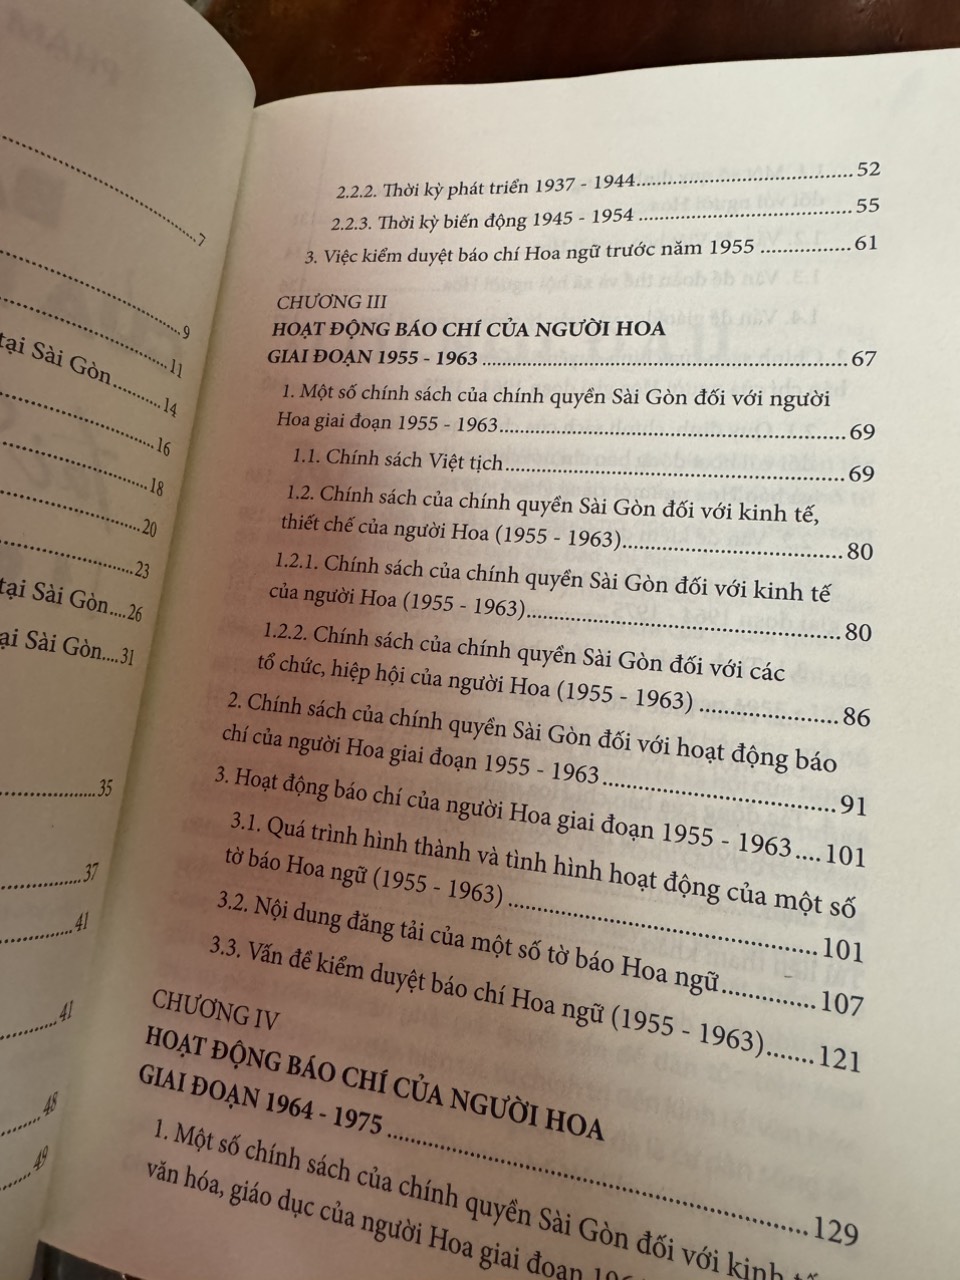 7
9
11
tại Sài Gòn......14
16
18
20
23
tại Sài Gòn....26
ại Sài Gòn....31
35
37
41
41
48
49
2.2.2. Thời kỳ phát triển 1937 - 1944....................................52
2.2.3. Thời kỳ biến động 1945 - 1954 ....................................55
3. Việc kiểm duyệt báo chí Hoa ngữ trước năm 1955 ...............61
CHƯƠNG III
HOẠT ĐỘNG BÁO CHÍ CỦA NGƯỜI HOA
GIAI ĐOẠN 1955 - 1963 ............................................................67
1. Một số chính sách của chính quyền Sài Gòn đối với người
Hoa giai đoạn 1955 - 1963.............................................................69
1.1. Chính sách Việt tịch........................................................69
1.2. Chính sách của chính quyền Sài Gòn đối với kinh tế,
thiết chế của người Hoa (1955 - 1963)....................................80
1.2.1. Chính sách của chính quyền Sài Gòn đối với kinh tế
của người Hoa (1955 - 1963)....................................................80
1.2.2. Chính sách của chính quyền Sài Gòn đối với các
tổ chức, hiệp hội của người Hoa (1955 - 1963) ......................86
2. Chính sách của chính quyền Sài Gòn đối với hoạt động báo
chí của người Hoa giai đoạn 1955 - 1963....................................91
3. Hoạt động báo chí của người Hoa giai đoạn 1955 - 1963....101
3.1. Quá trình hình thành và tình hình hoạt động của một số
tờ báo Hoa ngữ (1955 - 1963)................................................101
3.2. Nội dung đăng tải của một số tờ báo Hoa ngữ..............107
3.3. Vấn đề kiểm duyệt báo chí Hoa ngữ (1955 - 1963).......121
CHƯƠNG IV
HOẠT ĐỘNG BÁO CHÍ CỦA NGƯỜI HOA
GIAI ĐOẠN 1964 - 1975 ............................................................129
1. Một số chính sách của chính quyền Sài Gòn đối với kinh tế,
văn hóa, giáo dục của người Hoa giai đoạn